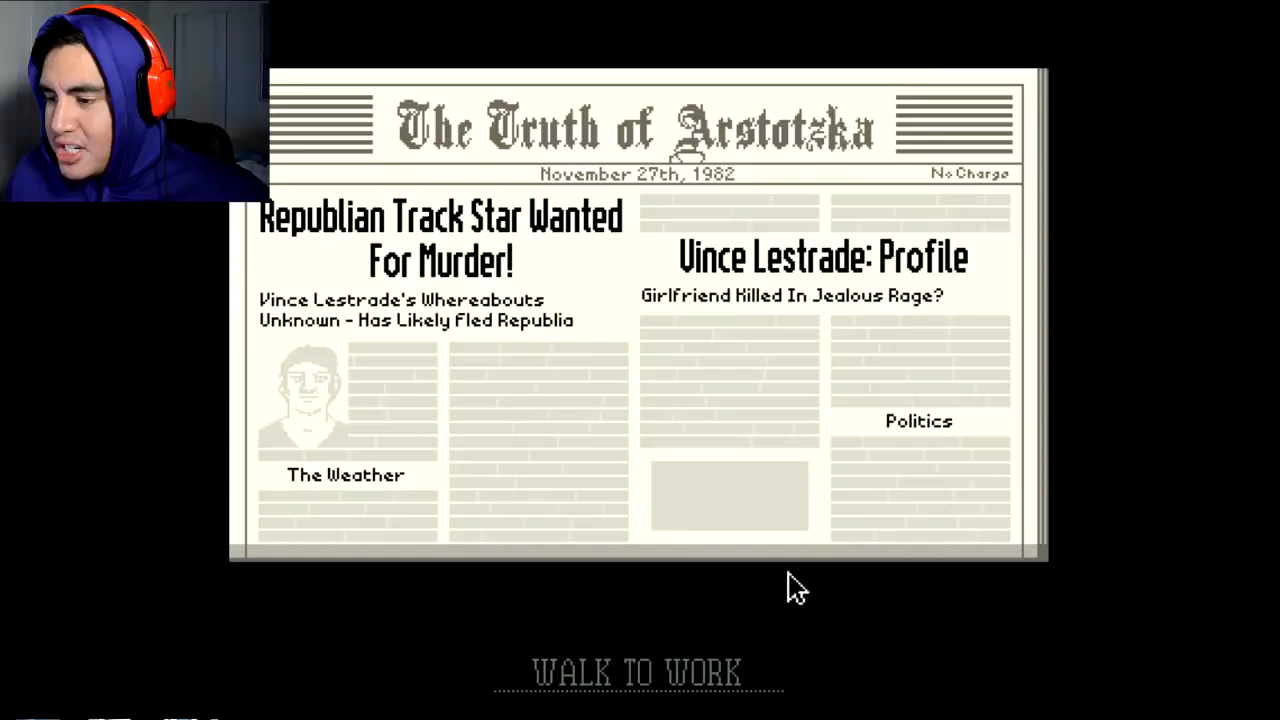 The Truth of Arstotzka
November 27th, 1982
No Charge
Republian Track Star Wanted
For Murder!
Vince Lestrade's Whereabouts
Unknown - Has Likely Fled Republia
The Weather
Vince Lestrade: Profile
Girlfriend Killed In Jealous Rage?
Politics
WALK TO WORK